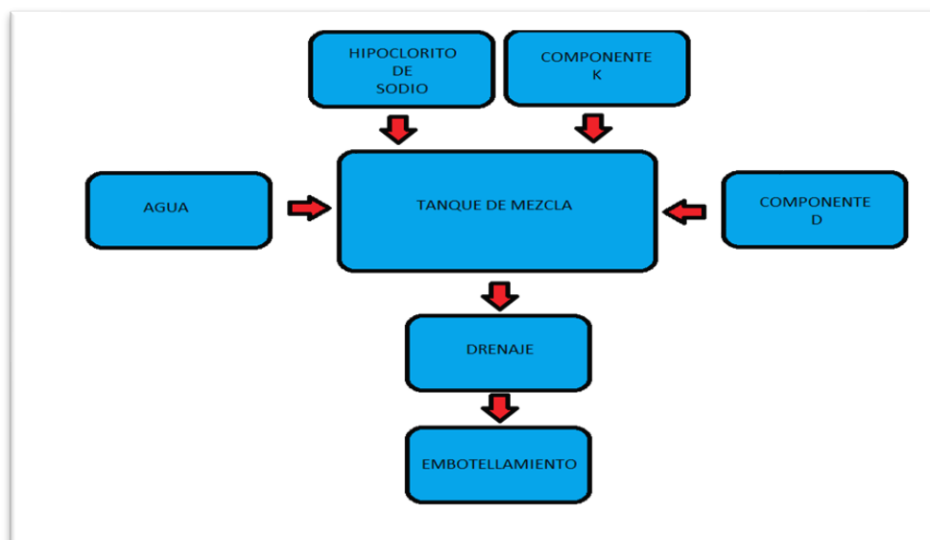 HIPOCLORITO
DE
SODIO
COMPONENTE
K
AGUA
TANQUE DE MEZCLA
COMPONENTE
D
DRENAJE
EMBOTELLAMIENTO